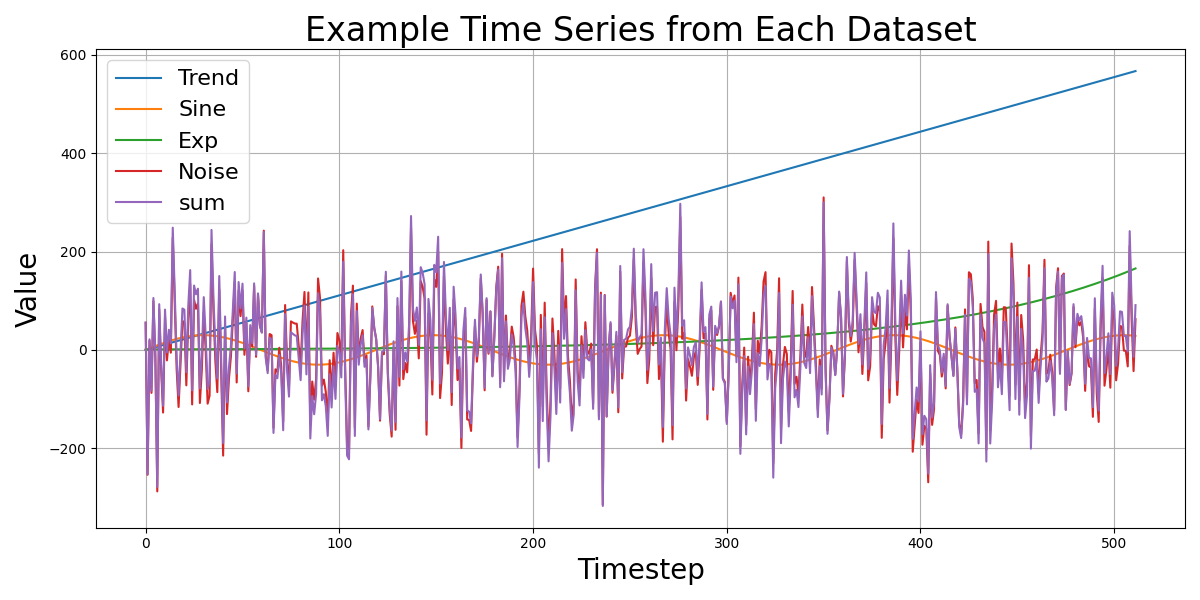 Example Time Series from Each Dataset
Trend
Sine
Exp
Noise
sum
Value
600
400
200
0
−200
0 100 200 300 400 500
Timestep